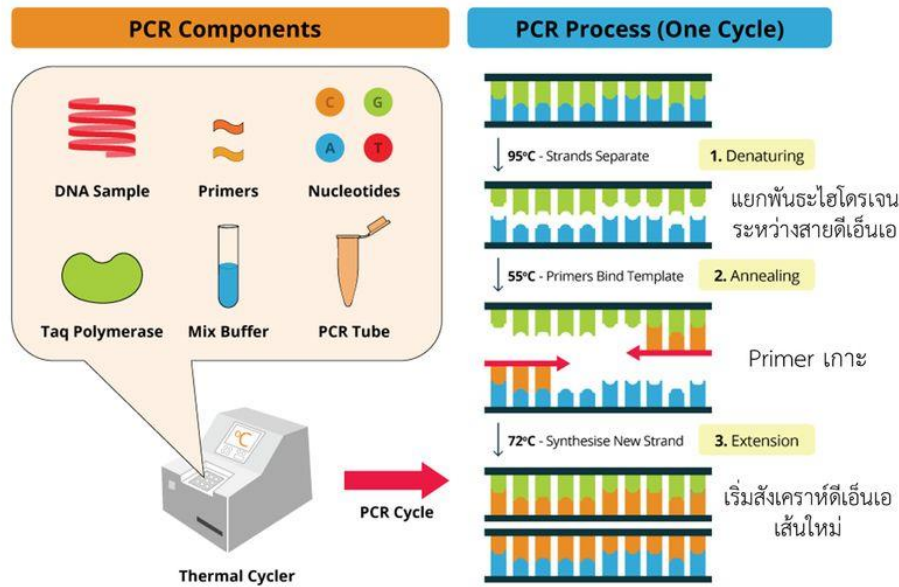 PCR Components
DNA Sample
Primers
C
G
A
T
Nucleotides
Taq Polymerase
Mix Buffer
PCR Tube
°C
Thermal Cycler
PCR Cycle
PCR Process (One Cycle)
95°C - Strands Separate
1. Denaturing
แยกพันธะไฮโดรเจน
ระหว่างสายดีเอ็นเอ
55°C - Primers Bind Template
2. Annealing
Primer เกาะ
72°C - Synthesise New Strand
3. Extension
เริ่มสังเคราห์ดีเอ็นเอ
เส้นใหม่